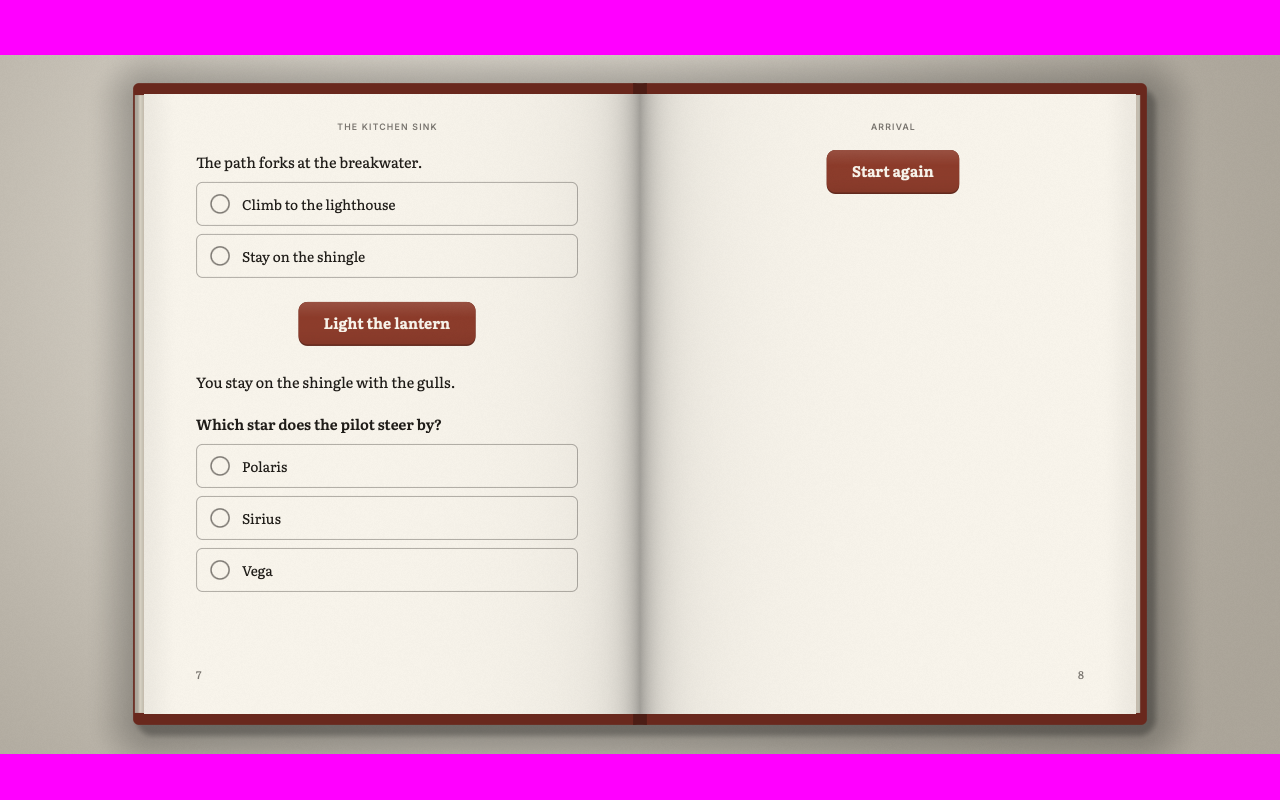 THE KITCHEN SINK
The path forks at the breakwater.
Climb to the lighthouse
Stay on the shingle
Light the lantern
You stay on the shingle with the gulls.
Which star does the pilot steer by?
Polaris
Sirius
Vega
7
ARRIVAL
Start again
8